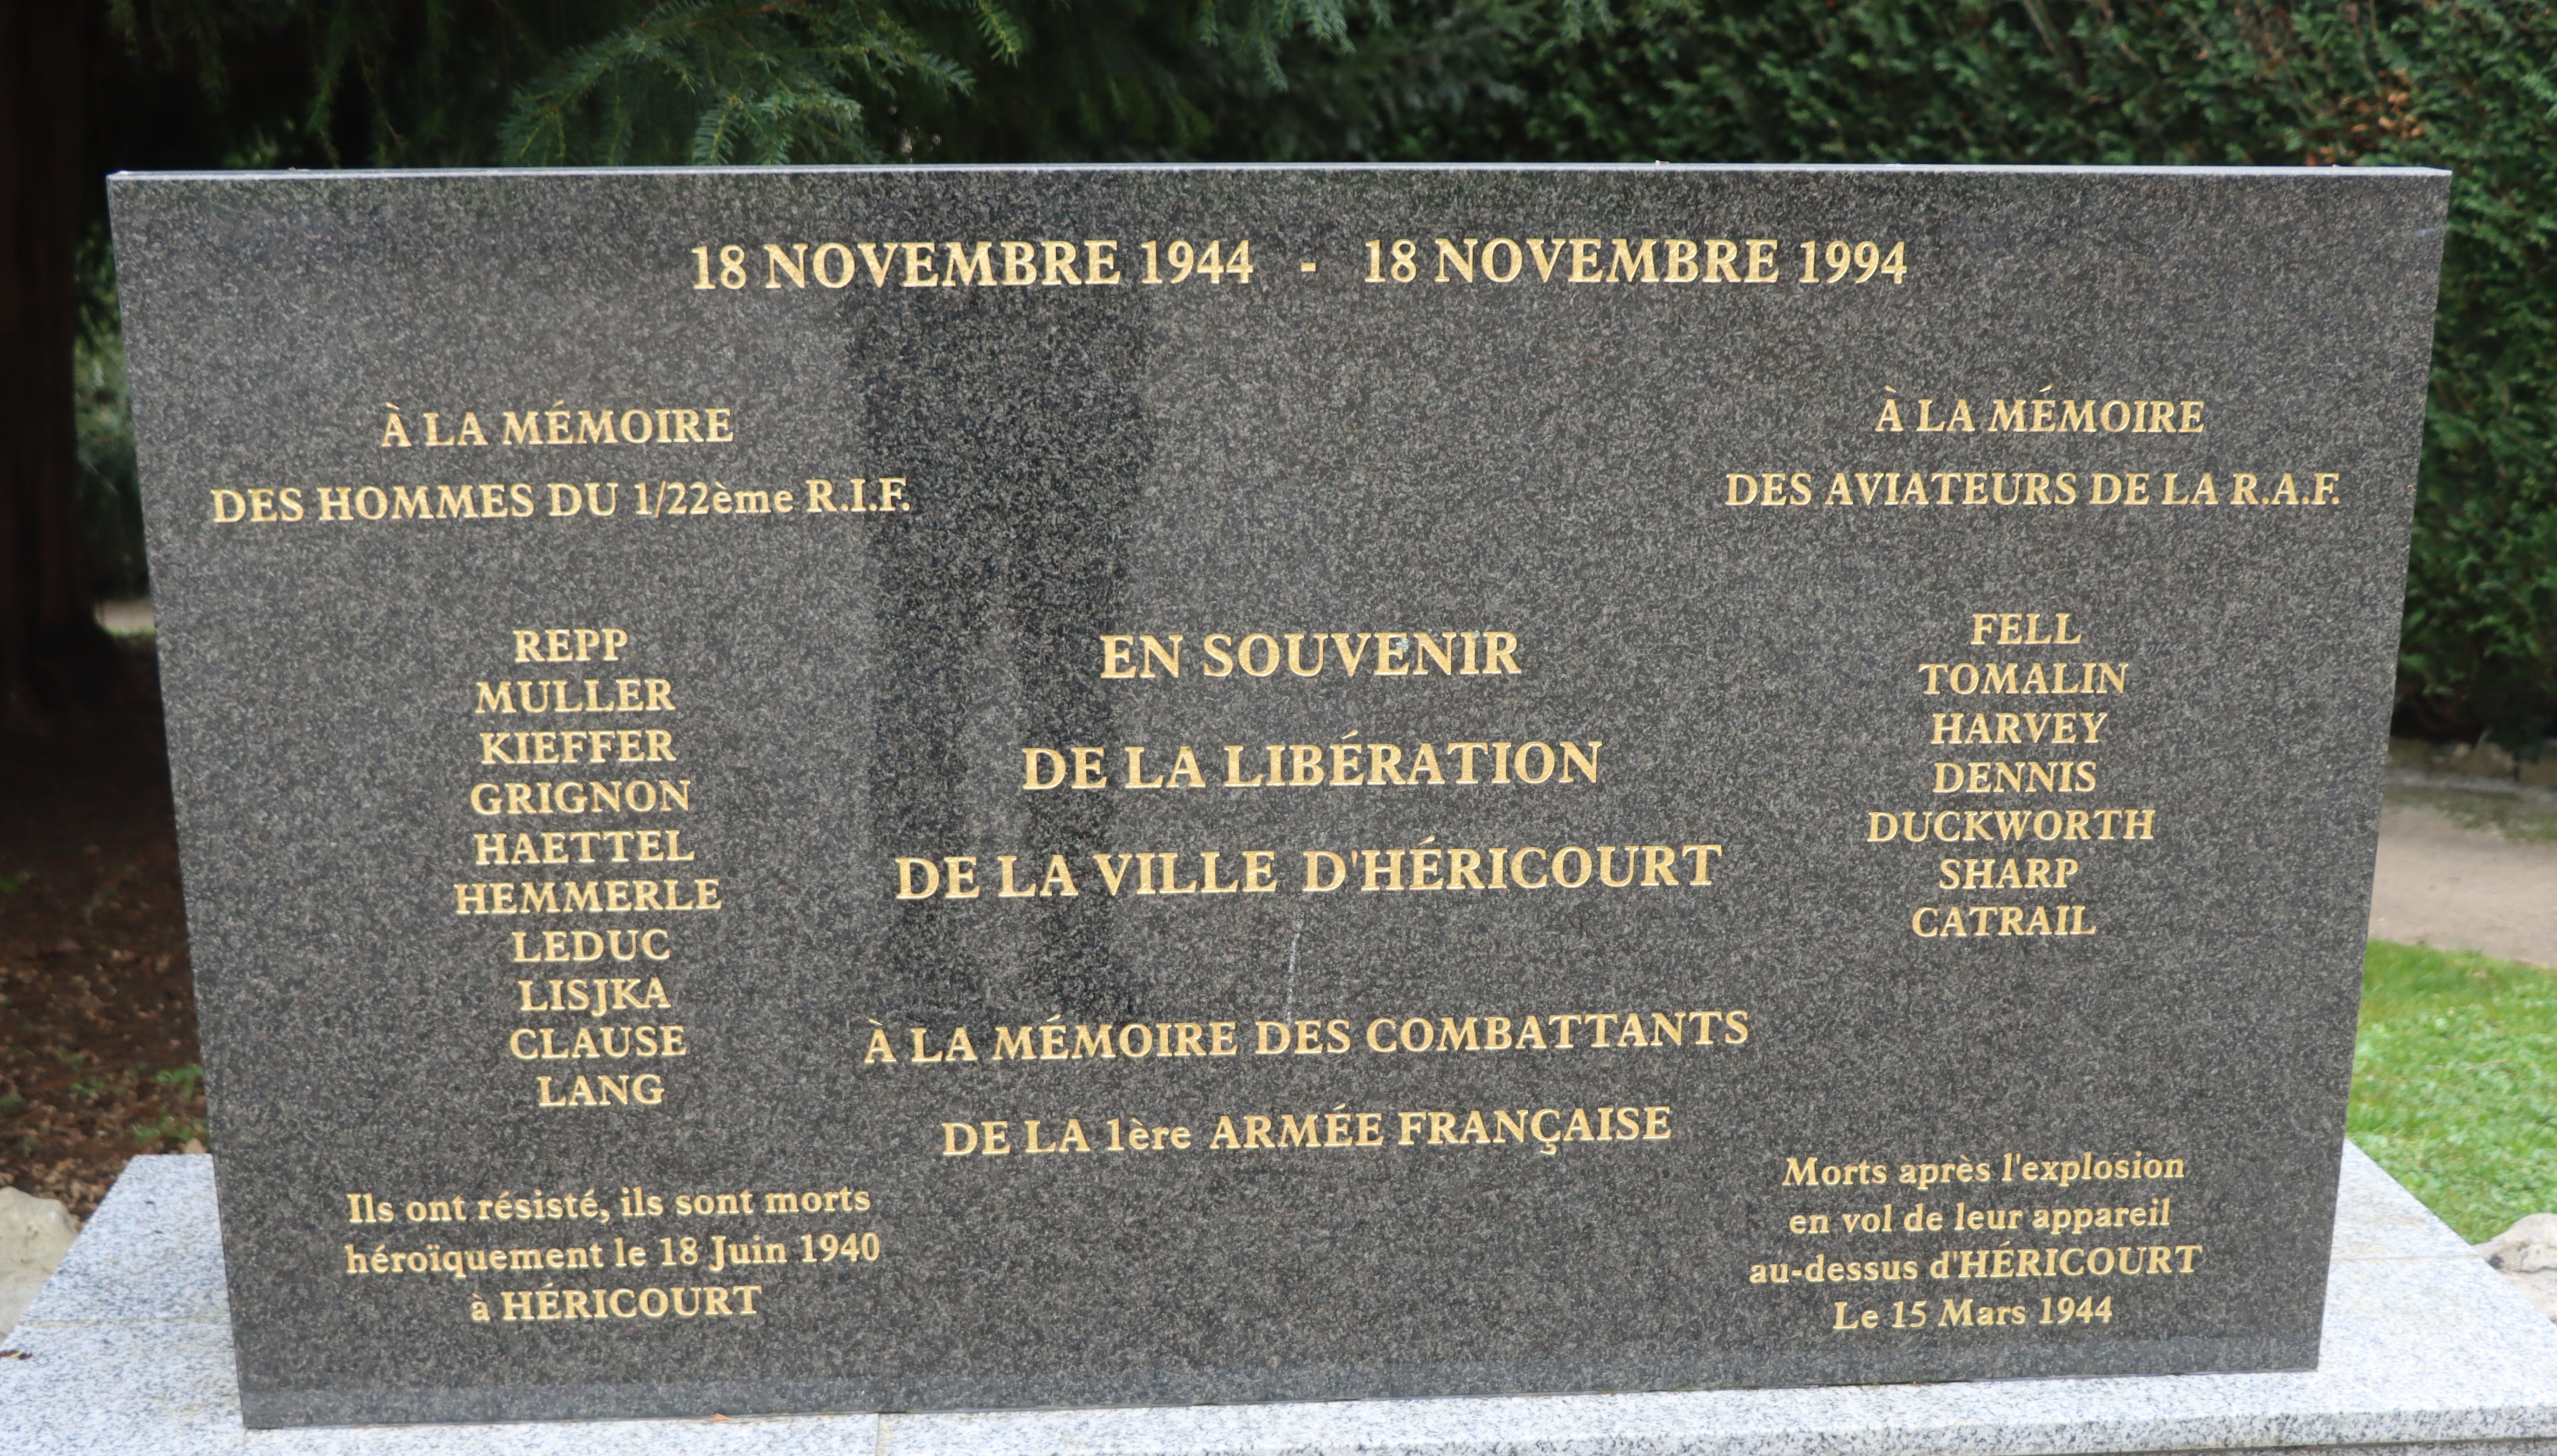 18 NOVEMBRE 1944 - 18 NOVEMBRE 1994
À LA MÉMOIRE
DES HOMMES DU 1/22ème R.I.F.
REPP
MULLER
KIEFFER
GRIGNON
HAETTEL
HEMMERLE
LEDUC
LISJKA
CLAUSE
LANG
Ils ont résisté, ils sont morts
héroïquement le 18 Juin 1940
à HÉRICOURT
EN SOUVENIR
DE LA LIBÉRATION
DE LA VILLE D'HÉRICOURT
À LA MÉMOIRE DES COMBATTANTS
DE LA 1ère ARMÉE FRANÇAISE
À LA MÉMOIRE
DES AVIATEURS DE LA R.A.F.
FELL
TOMALIN
HARVEY
DENNIS
DUCKWORTH
SHARP
CATRAIL
Morts après l'explosion
en vol de leur appareil
au-dessus d'HÉRICOURT
Le 15 Mars 1944